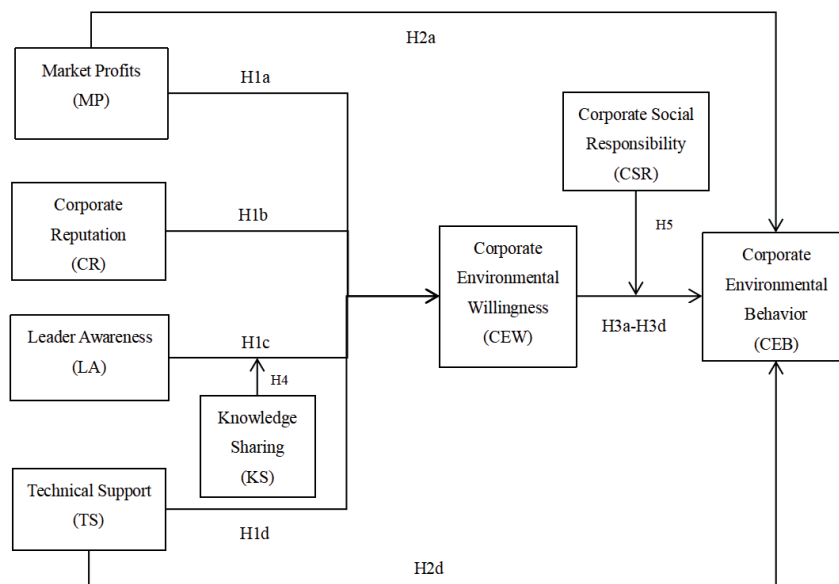 H2a
Market Profits
(MP)
H1a
Corporate Social
Responsibility
(CSR)
Corporate
Reputation
(CR)
H1b
H5
Corporate
Environmental
Willingness
(CEW)
Corporate
Environmental
Behavior
(CEB)
H3a-H3d
Leader Awareness
(LA)
H1c
H4
Knowledge
Sharing
(KS)
Technical Support
(TS)
H1d
H2d